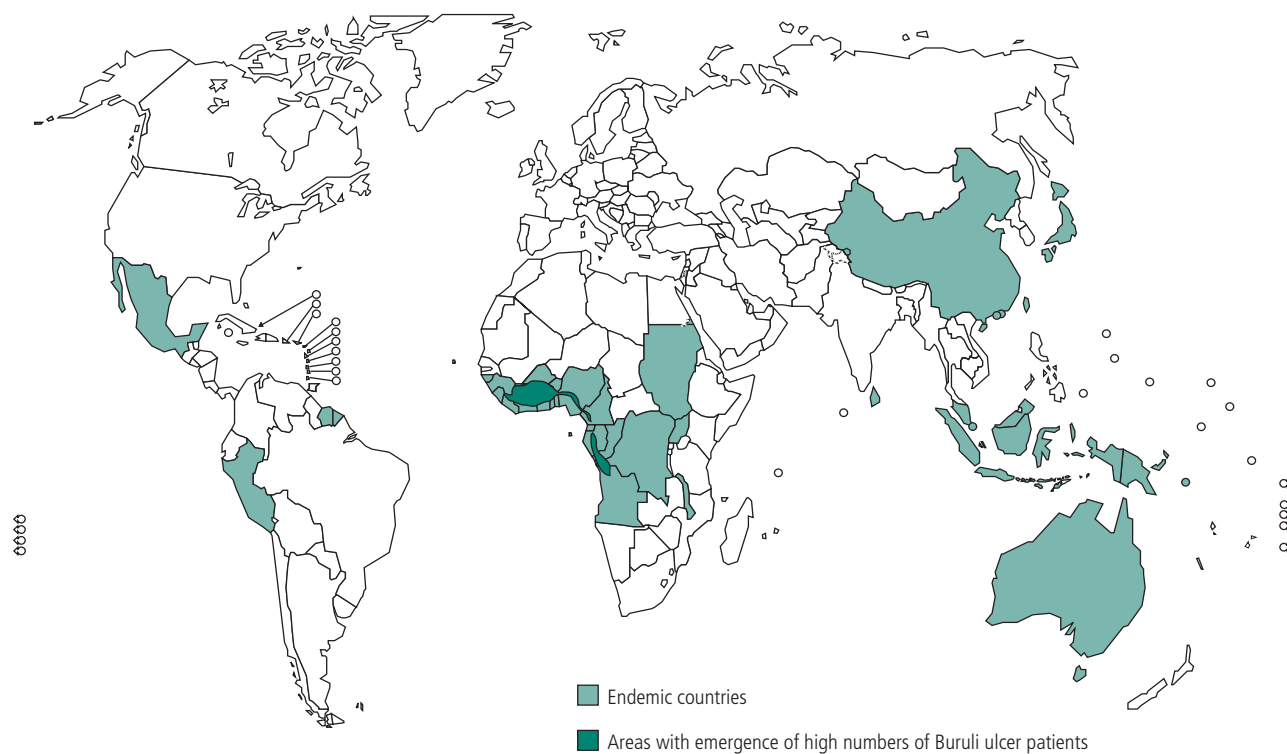 Endemic countries
Areas with emergence of high numbers of Buruli ulcer patients